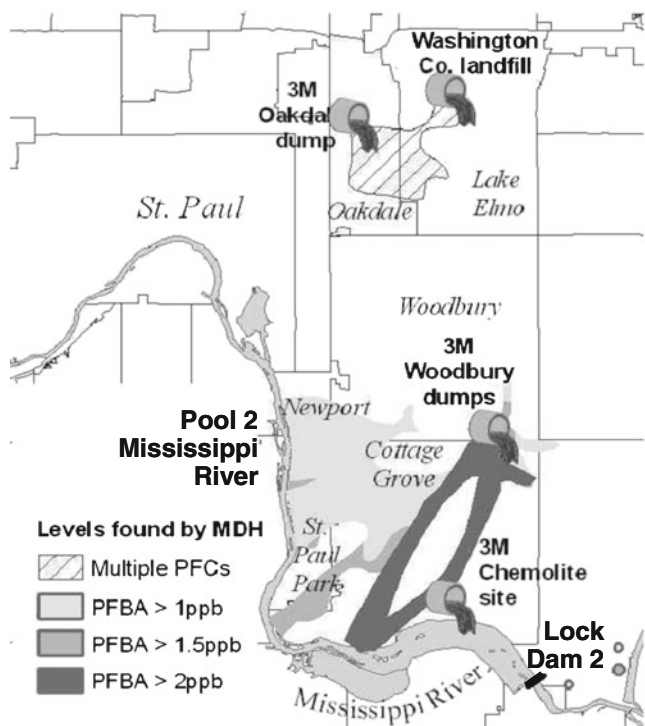 Washington
Co. landfill
3M
Oakdal
dump
Lake
Elmo
St. Paul
Oakdale
Woodbury
3M
Woodbury
dumps
Newport
Pool 2
Mississippi
River
Cottage
Grove
Levels found by MDH
Multiple PFCs
PFBA > 1ppb
PFBA > 1.5ppb
PFBA > 2ppb
St.
Paul
Park
3M
Chemolite
site
Lock
Dam 2
Mississippi River